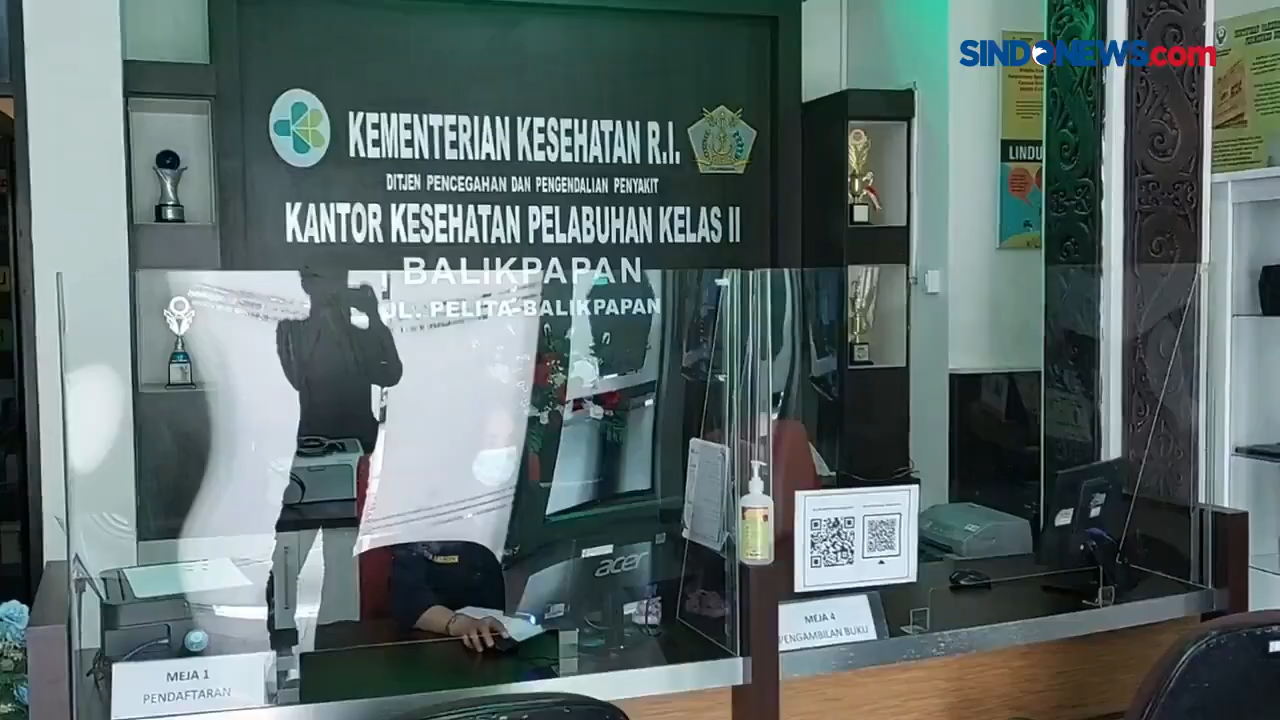 SINDONEWS.com
KEMENTERIAN KESEHATAN R.I.
DITJEN PENCEGAHAN DAN PENGENDALIAN PENYAKIT
KANTOR KESEHATAN PELABUHAN KELAS II
BALIKPAPAN
JL. PELITA-BALIKPAPAN
LINDU
acer
MEJA 1
PENDAFTARAN
MEJA 4
PENGAMBILAN BUKU